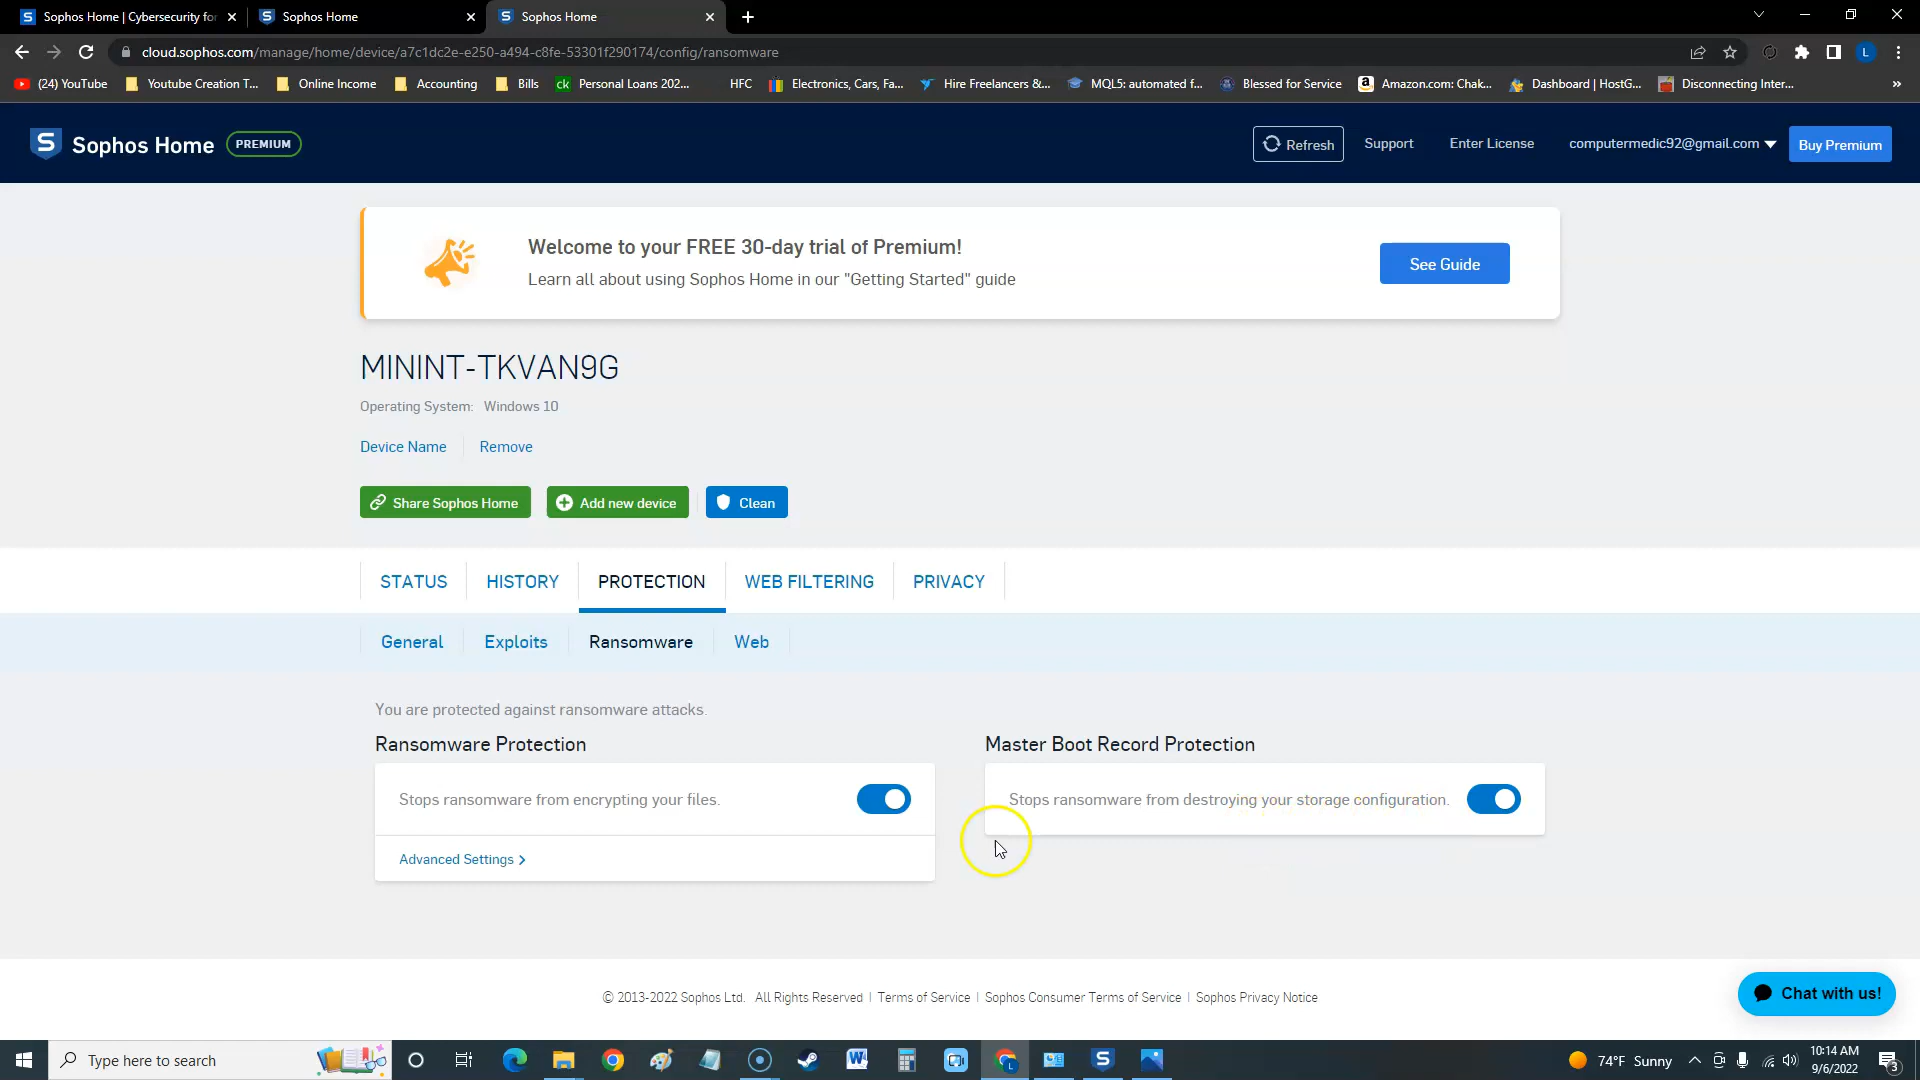 Sophos Home | Cybersecurity for
Sophos Home
Sophos Home
cloud.sophos.com/manage/home/device/a7c1dc2e-e250-a494-c8fe-53301f290174/config/ransomware
L
(24) YouTube
Youtube Creation T...
Online Income
Accounting
Bills
ck Personal Loans 202...
HFC
Electronics, Cars, Fa...
Hire Freelancers &...
MQL5: automated f...
Blessed for Service
Amazon.com: Chak...
Dashboard | HostG...
Disconnecting Inter...
»
S Sophos Home PREMIUM
Refresh
Support
Enter License
computermedic92@gmail.com
Buy Premium
Welcome to your FREE 30-day trial of Premium!
Learn all about using Sophos Home in our "Getting Started" guide
See Guide
MININT-TKVAN9G
Operating System: Windows 10
Device Name
Remove
Share Sophos Home
Add new device
Clean
STATUS
HISTORY
PROTECTION
WEB FILTERING
PRIVACY
General
Exploits
Ransomware
Web
You are protected against ransomware attacks.
Ransomware Protection
Stops ransomware from encrypting your files.
Advanced Settings >
Master Boot Record Protection
Stops ransomware from destroying your storage configuration.
© 2013-2022 Sophos Ltd. All Rights Reserved | Terms of Service | Sophos Consumer Terms of Service | Sophos Privacy Notice
Chat with us!
Type here to search
74°F Sunny
10:14 AM
9/6/2022
3